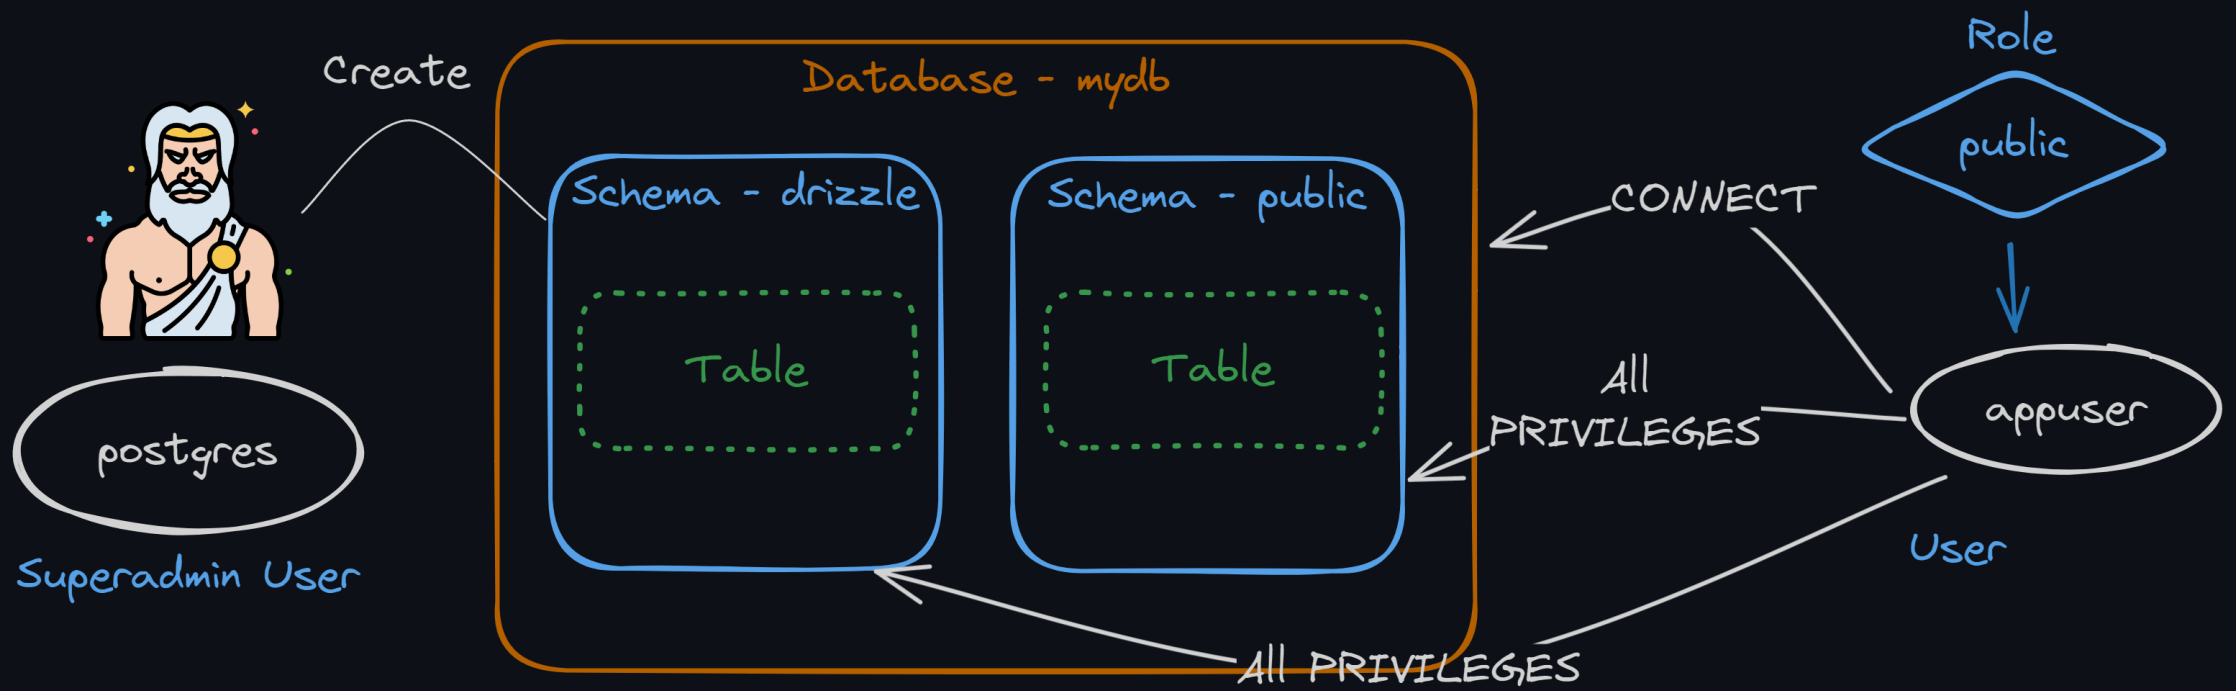 Create
Database - mydb
Role
public
Schema - drizzle
Schema - public
CONNECT
Table
Table
All
PRIVILEGES
appuser
postgres
User
Superadmin User
All PRIVILEGES